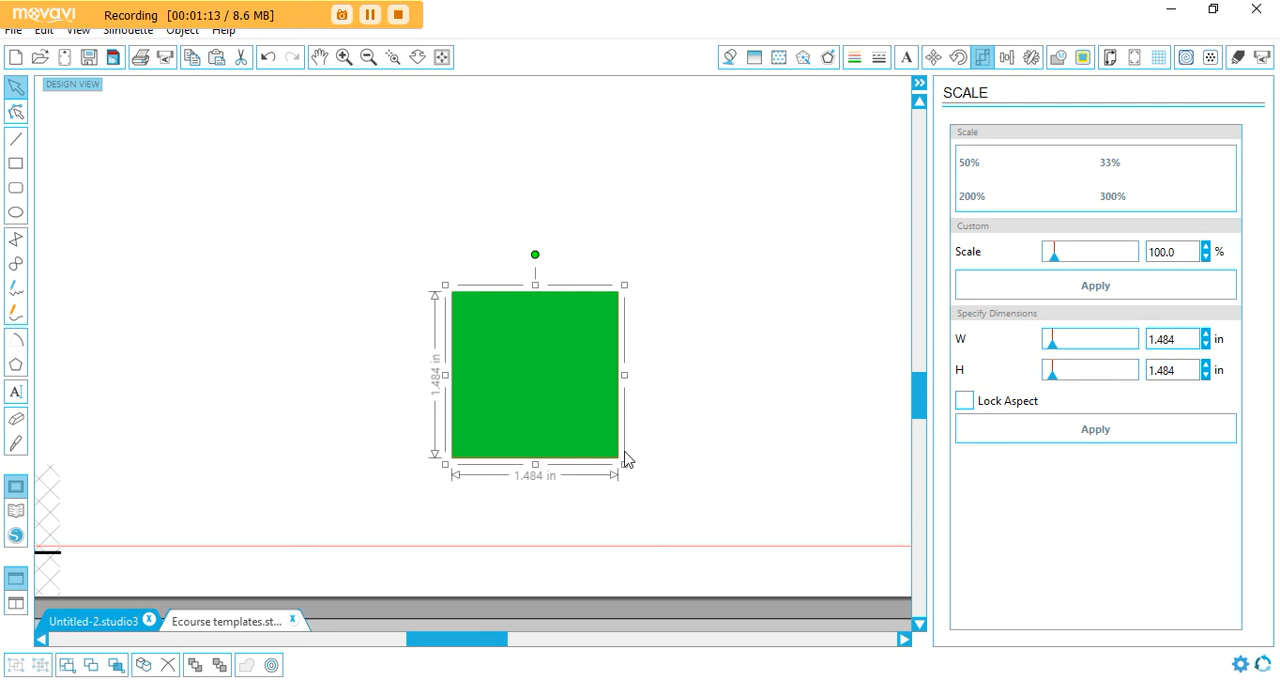 movavi Recording [00:01:13 / 8.6 MB]
File Edit View Silhouette Object Help
DESIGN VIEW
SCALE
Scale
50% 33%
200% 300%
Custom
Scale 100.0 %
Apply
Specify Dimensions
W 1.484 in
H 1.484 in
Lock Aspect
Apply
1.484 in
1.484 in
Untitled-2.studio3 x Ecourse templates.st... x